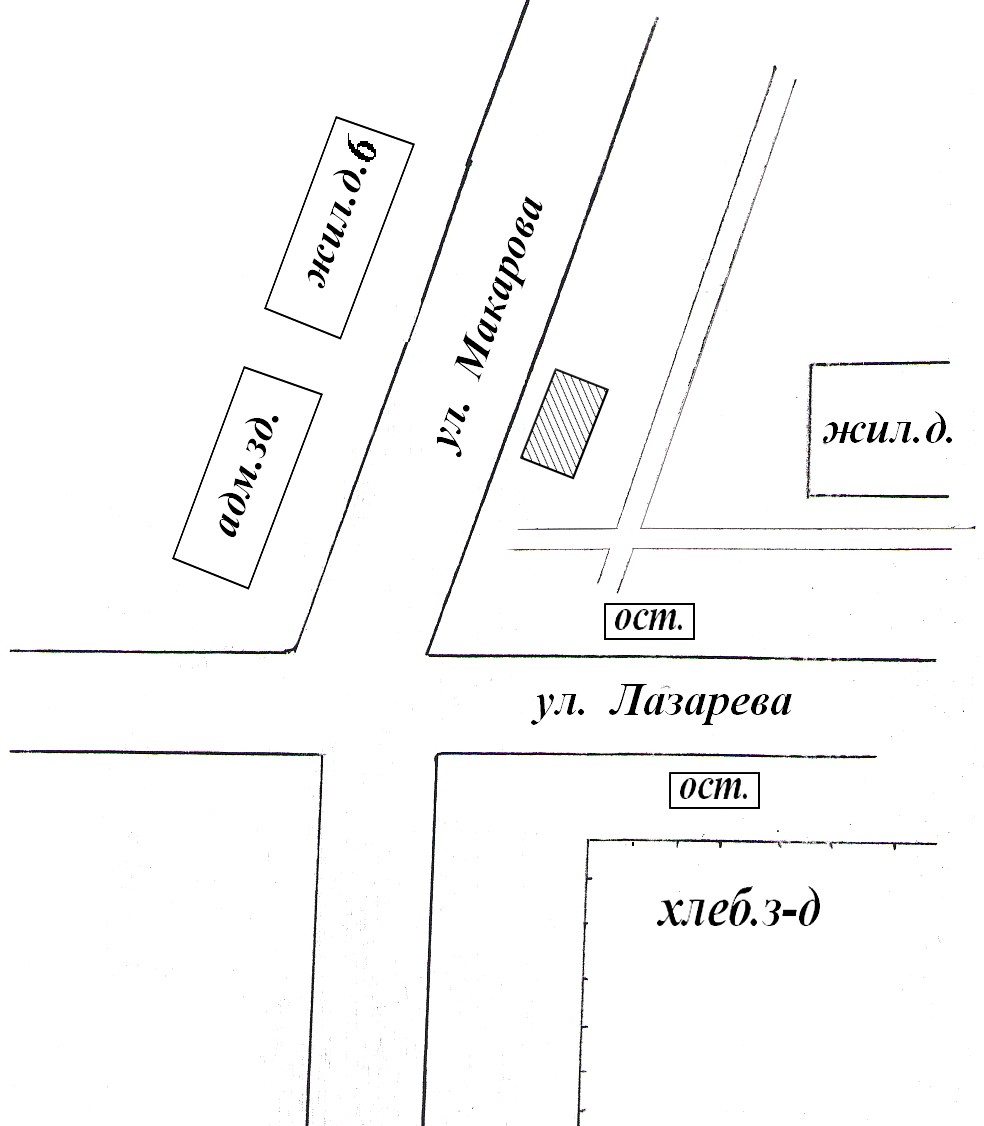 жил.д.6
ул. Макарова
адм.зд.
жил.д.
ост.
ул. Лазарева
ост.
хлеб.з-д